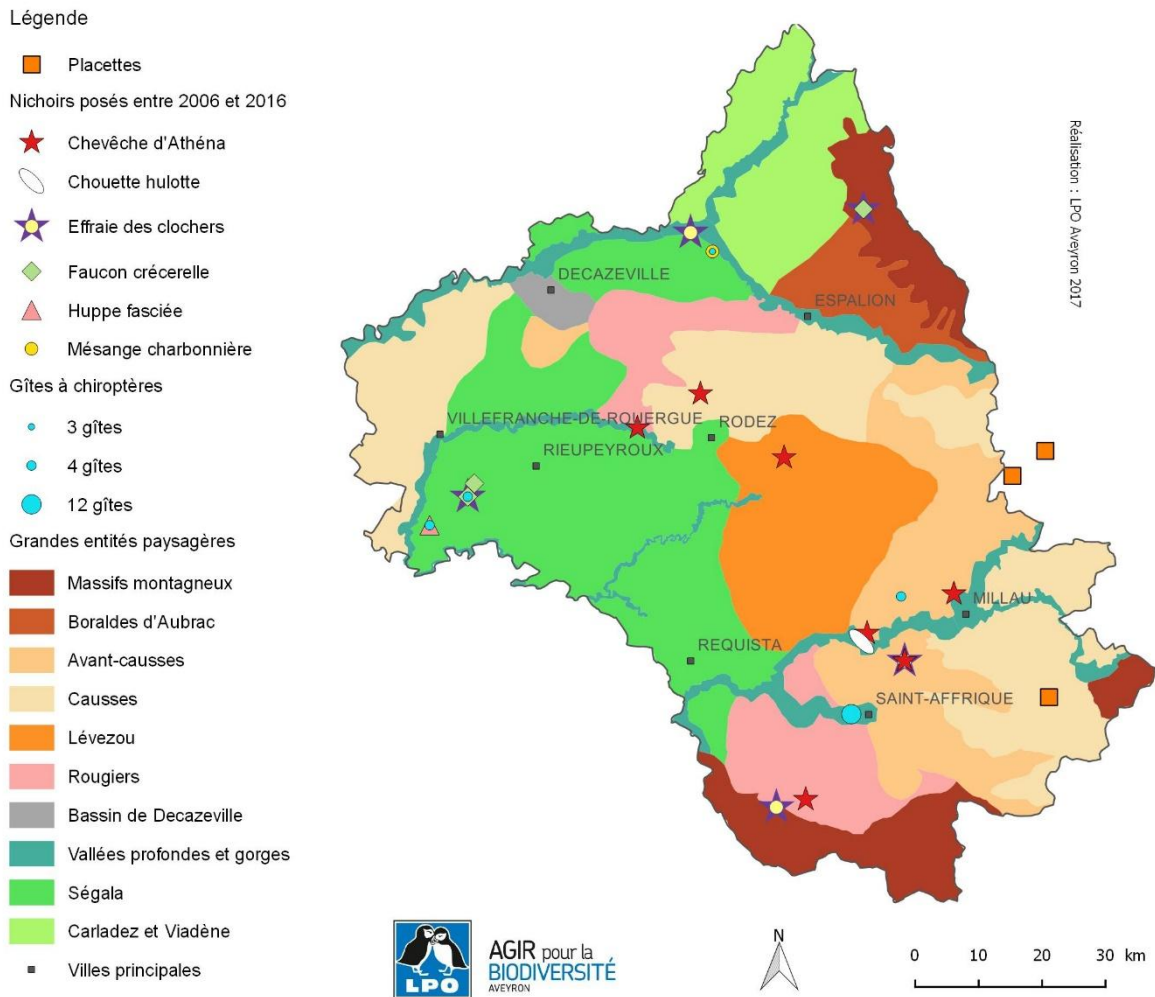 Légende
Placettes
Nichoirs posés entre 2006 et 2016
Chevêche d'Athéna
Chouette hulotte
Effraie des clochers
Faucon crécerelle
Huppe fasciée
Mésange charbonnière
Gîtes à chiroptères
3 gîtes
4 gîtes
12 gîtes
Grandes entités paysagères
Massifs montagneux
Boraldes d'Aubrac
Avant-causses
Causses
Lévezou
Rougiers
Bassin de Decazeville
Vallées profondes et gorges
Ségala
Carladez et Viadène
Villes principales
DECAZEVILLE
ESPALION
VILLEFRANCHE-DE-ROUERGUE
RODEZ
RIEUPEYROUX
MILLAU
REQUISTA
SAINT-AFFRIQUE
Réalisation : LPO Aveyron 2017
LPO
AGIR pour la
BIODIVERSITÉ
AVEYRON
N
0 10 20 30 km